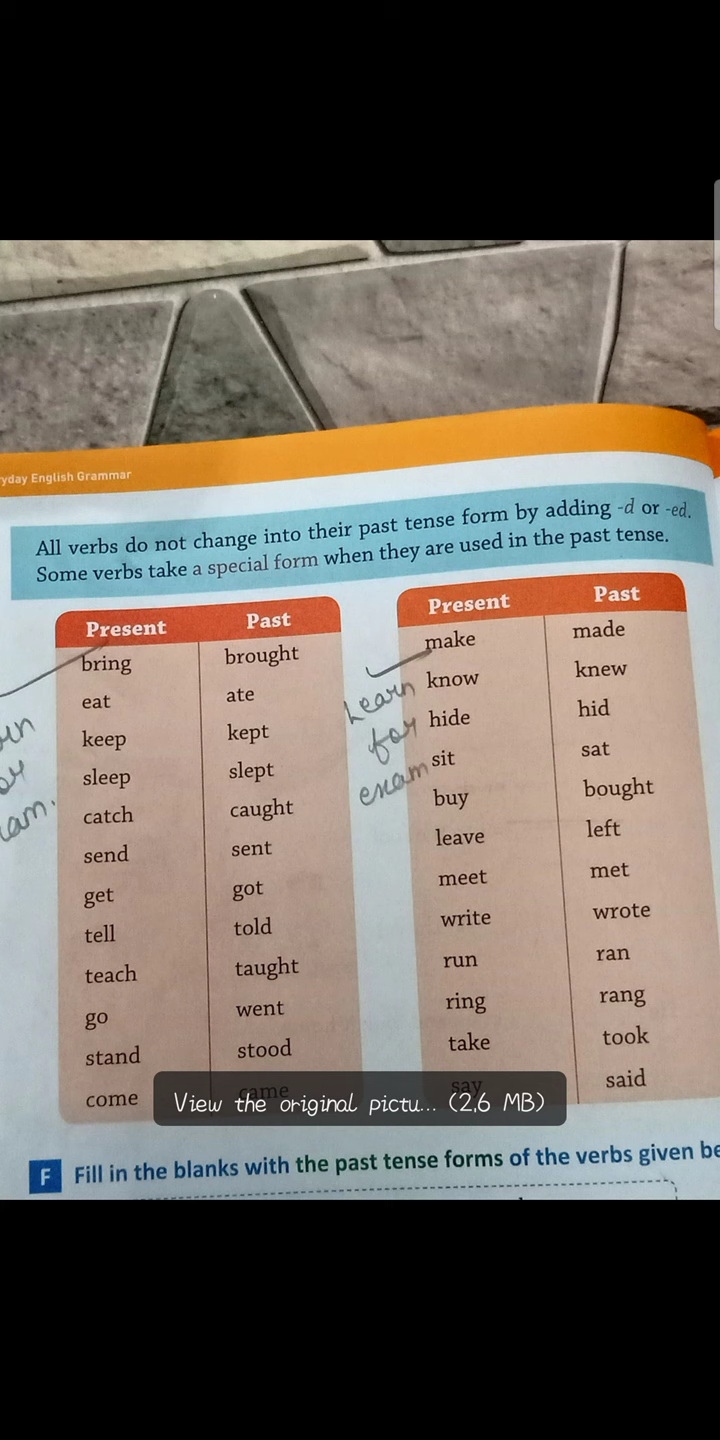 yday English Grammar
All verbs do not change into their past tense form by adding -d or -ed.
Some verbs take a special form when they are used in the past tense.
Present Past
bring brought
eat ate
keep kept
sleep slept
catch caught
send sent
get got
tell told
teach taught
go went
stand stood
come came
Present Past
make made
know knew
hide hid
sit sat
buy bought
leave left
meet met
write wrote
run ran
ring rang
take took
say said
Learn
for
exam
View the original pictu... (2,6 MB)
F Fill in the blanks with the past tense forms of the verbs given be